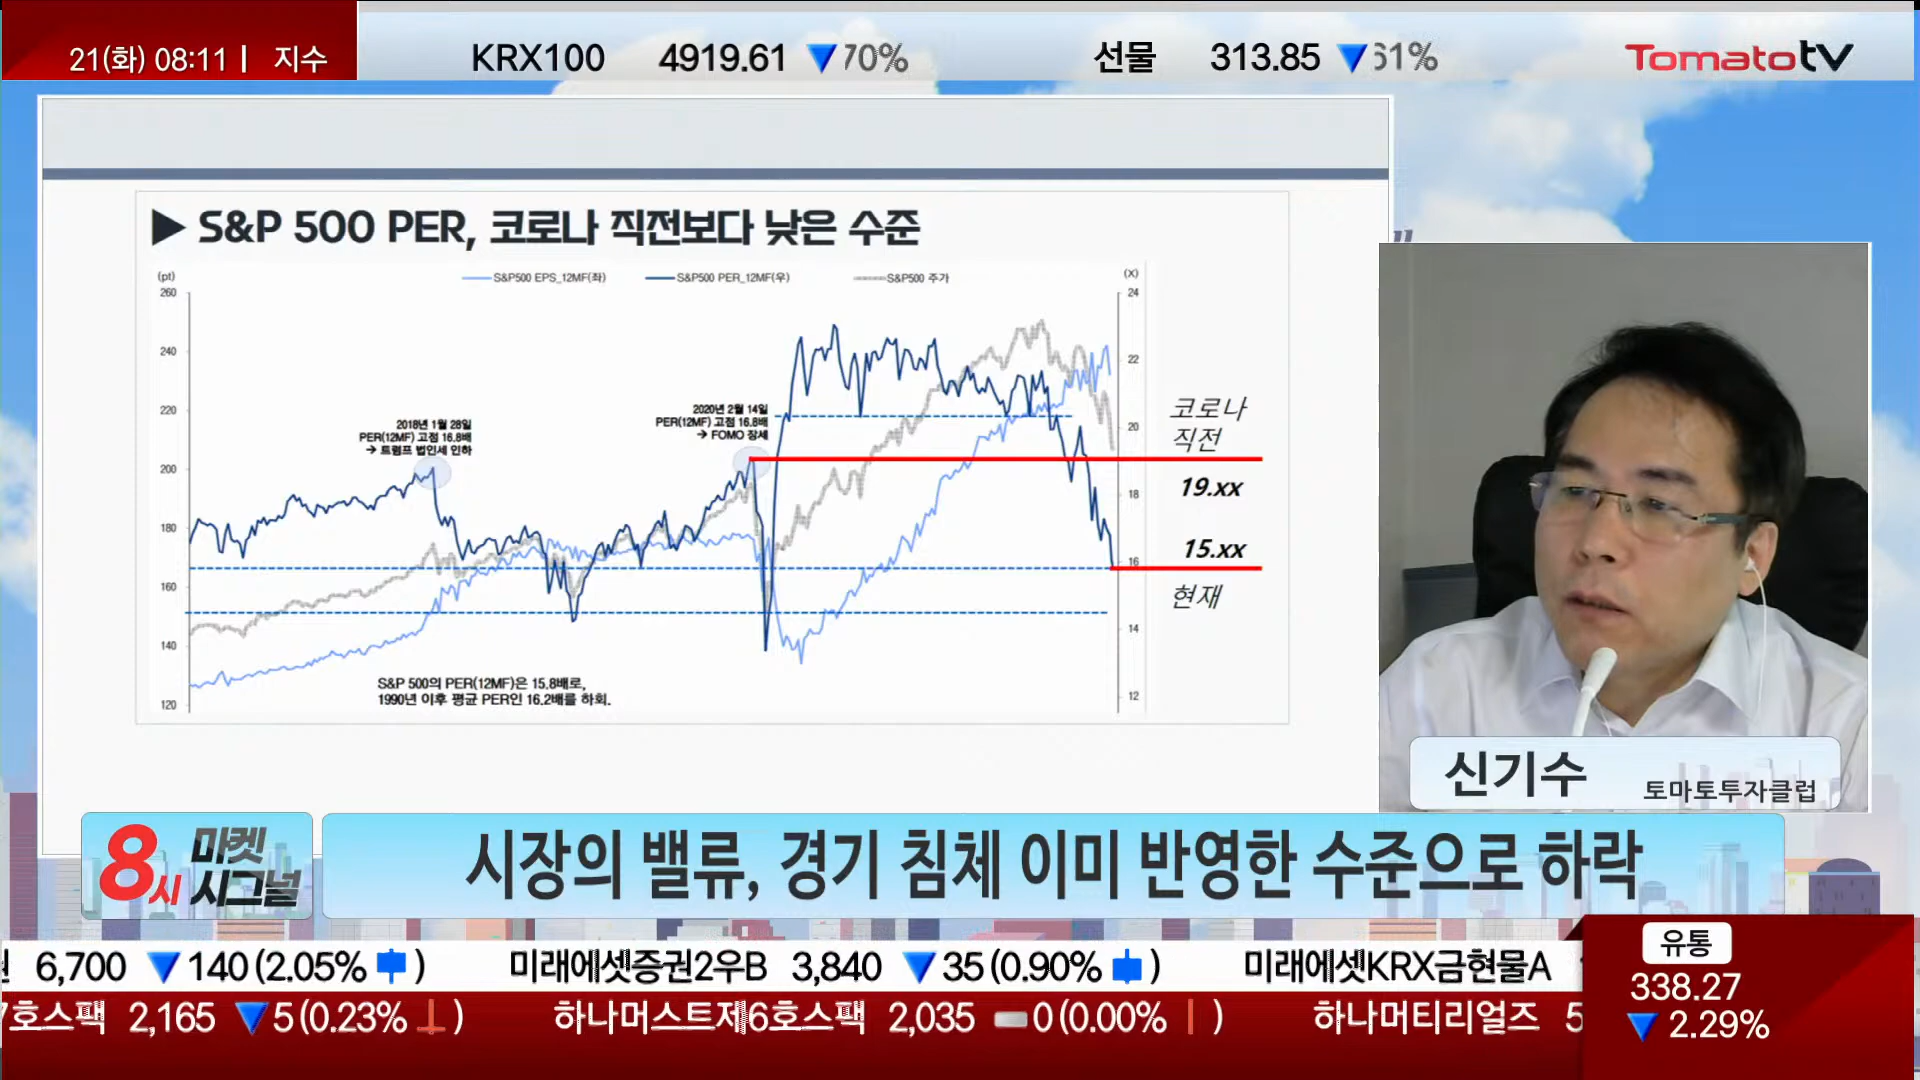 21(화) 08:11 | 지수
KRX100 4919.61 ▼70%
선물 313.85 ▼61%
Tomatotv
▶ S&P 500 PER, 코로나 직전보다 낮은 수준
(pt)
S&P500 EPS_12MF(좌) S&P500 PER_12MF(우) S&P500 주가
(X)
260
240
220
200
180
160
140
120
24
22
20
18
16
14
12
2018년 1월 28일
PER(12MF) 고점 16.8배
→ 트럼프 법인세 인하
2020년 2월 14일
PER(12MF) 고점 16.8배
→ FOMO 장세
코로나
직전
19.xx
15.xx
현재
S&P 500의 PER(12MF)은 15.8배로,
1990년 이후 평균 PER인 16.2배를 하회.
신기수 토마토투자클럽
8시 마켓
시그널
시장의 밸류, 경기 침체 이미 반영한 수준으로 하락
6,700 ▼140(2.05% ) 미래에셋증권2우B 3,840 ▼35(0.90% ) 미래에셋KRX금현물A
7호스팩 2,165 ▼5(0.23% ) 하나머스트제6호스팩 2,035 0(0.00% ) 하나머티리얼즈 5
유통
338.27
▼2.29%